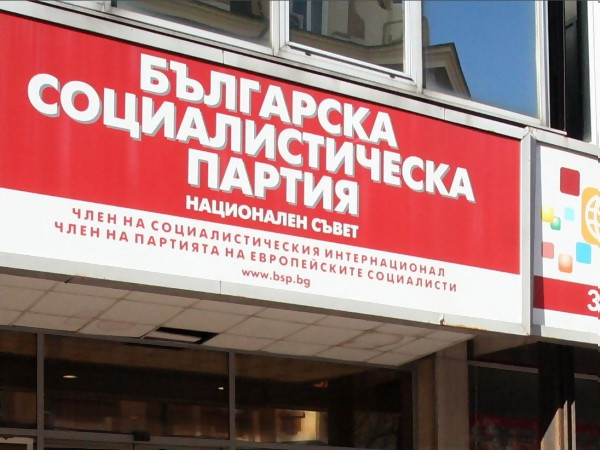 БЪЛГАРСКА
СОЦИАЛИСТИЧЕСКА
ПАРТИЯ
НАЦИОНАЛЕН СЪВЕТ
ЧЛЕН НА СОЦИАЛИСТИЧЕСКИЯ ИНТЕРНАЦИОНАЛ
ЧЛЕН НА ПАРТИЯТА НА ЕВРОПЕЙСКИТЕ СОЦИАЛИСТИ
www.bsp.bg